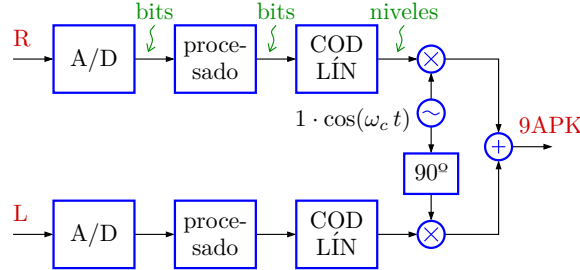 bits
bits
niveles
R
A/D
proce-
sado
COD
LÍN
×
1 · cos(ω_c t)
~
9APK
+
90º
L
A/D
proce-
sado
COD
LÍN
×